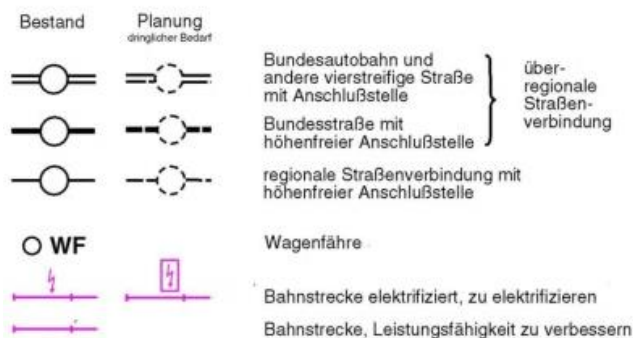 Bestand Planung
dringlicher Bedarf
Bundesautobahn und
andere vierstreifige Straße
mit Anschlußstelle
Bundesstraße mit
höhenfreier Anschlußstelle
über-
regionale
Straßen-
verbindung
regionale Straßenverbindung mit
höhenfreier Anschlußstelle
WF Wagenfähre
Bahnstrecke elektrifiziert, zu elektrifizieren
Bahnstrecke, Leistungsfähigkeit zu verbessern